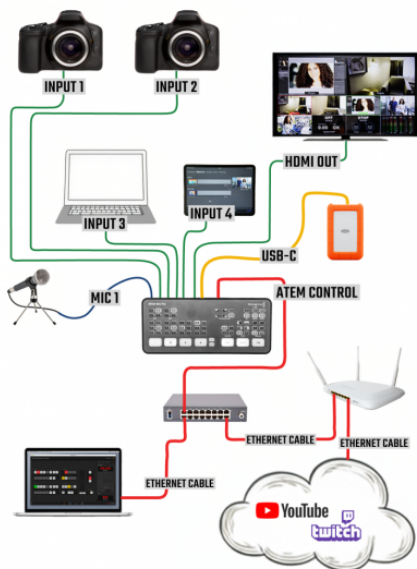 INPUT 1
INPUT 2
HDMI OUT
INPUT 3
INPUT 4
USB-C
MIC 1
ATEM CONTROL
ETHERNET CABLE
ETHERNET CABLE
ETHERNET CABLE
YouTube
twitch